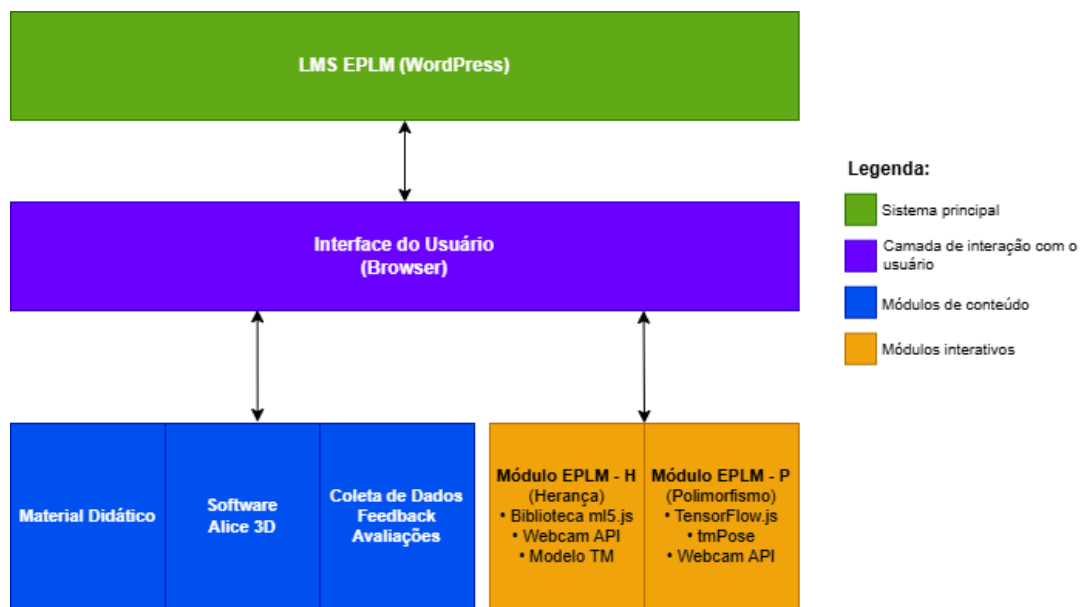 LMS EPLM (WordPress)
Interface do Usuário
(Browser)
Legenda:
Sistema principal
Camada de interação com o
usuário
Módulos de conteúdo
Módulos interativos
Material Didático
Software
Alice 3D
Coleta de Dados
Feedback
Avaliações
Módulo EPLM - H
(Herança)
• Biblioteca ml5.js
• Webcam API
• Modelo TM
Módulo EPLM - P
(Polimorfismo)
• TensorFlow.js
• tmPose
• Webcam API